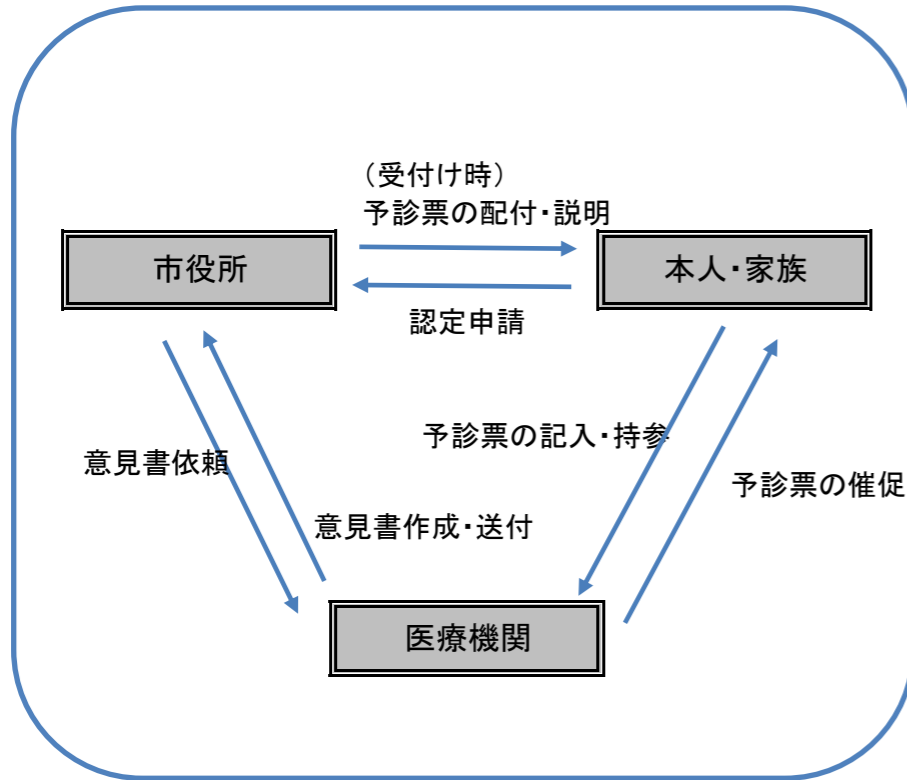 （受付け時）
予診票の配付・説明
市役所
本人・家族
認定申請
予診票の記入・持参
意見書依頼
予診票の催促
意見書作成・送付
医療機関